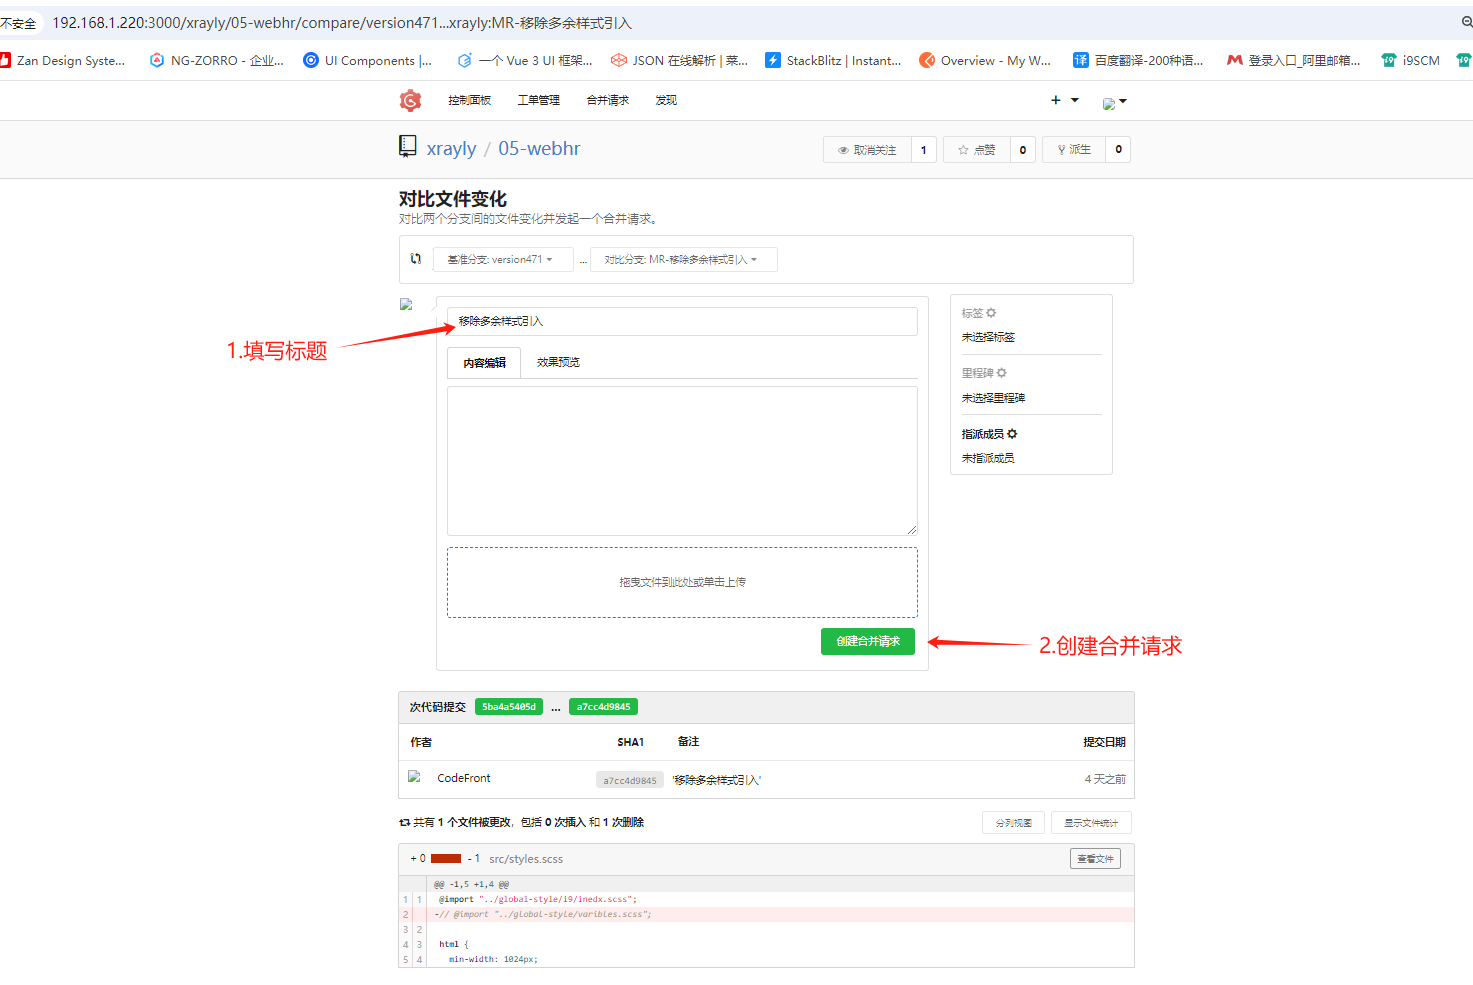 不安全 192.168.1.220:3000/xrayly/05-webhr/compare/version471...xrayly:MR-移除多余样式引入
Zan Design Syste... NG-ZORRO - 企业... UI Components |... 一个 Vue 3 UI 框架... JSON 在线解析 | 菜... StackBlitz | Instant... Overview - My W... 译 百度翻译-200种语... 登录入口_阿里邮箱... i9SCM
控制面板 工单管理 合并请求 发现
xrayly / 05-webhr 取消关注 1 点赞 0 派生 0
对比文件变化
对比两个分支间的文件变化并发起一个合并请求。
基准分支: version471 ... 对比分支: MR-移除多余样式引入
移除多余样式引入
1.填写标题
内容编辑 效果预览
标签
未选择标签
里程碑
未选择里程碑
指派成员
未指派成员
拖曳文件到此处或单击上传
创建合并请求
2.创建合并请求
次代码提交 5ba4a5405d ... a7cc4d9845
作者 SHA1 备注 提交日期
CodeFront a7cc4d9845 '移除多余样式引入' 4 天之前
共有 1 个文件被更改，包括 0 次插入 和 1 次删除 分列视图 显示文件统计
+ 0 - 1 src/styles.scss 查看文件
@@ -1,5 +1,4 @@
1 1 @import "../global-style/i9/inedx.scss";
2 -// @import "../global-style/varibles.scss";
3 2
4 3 html {
5 4 min-width: 1024px;